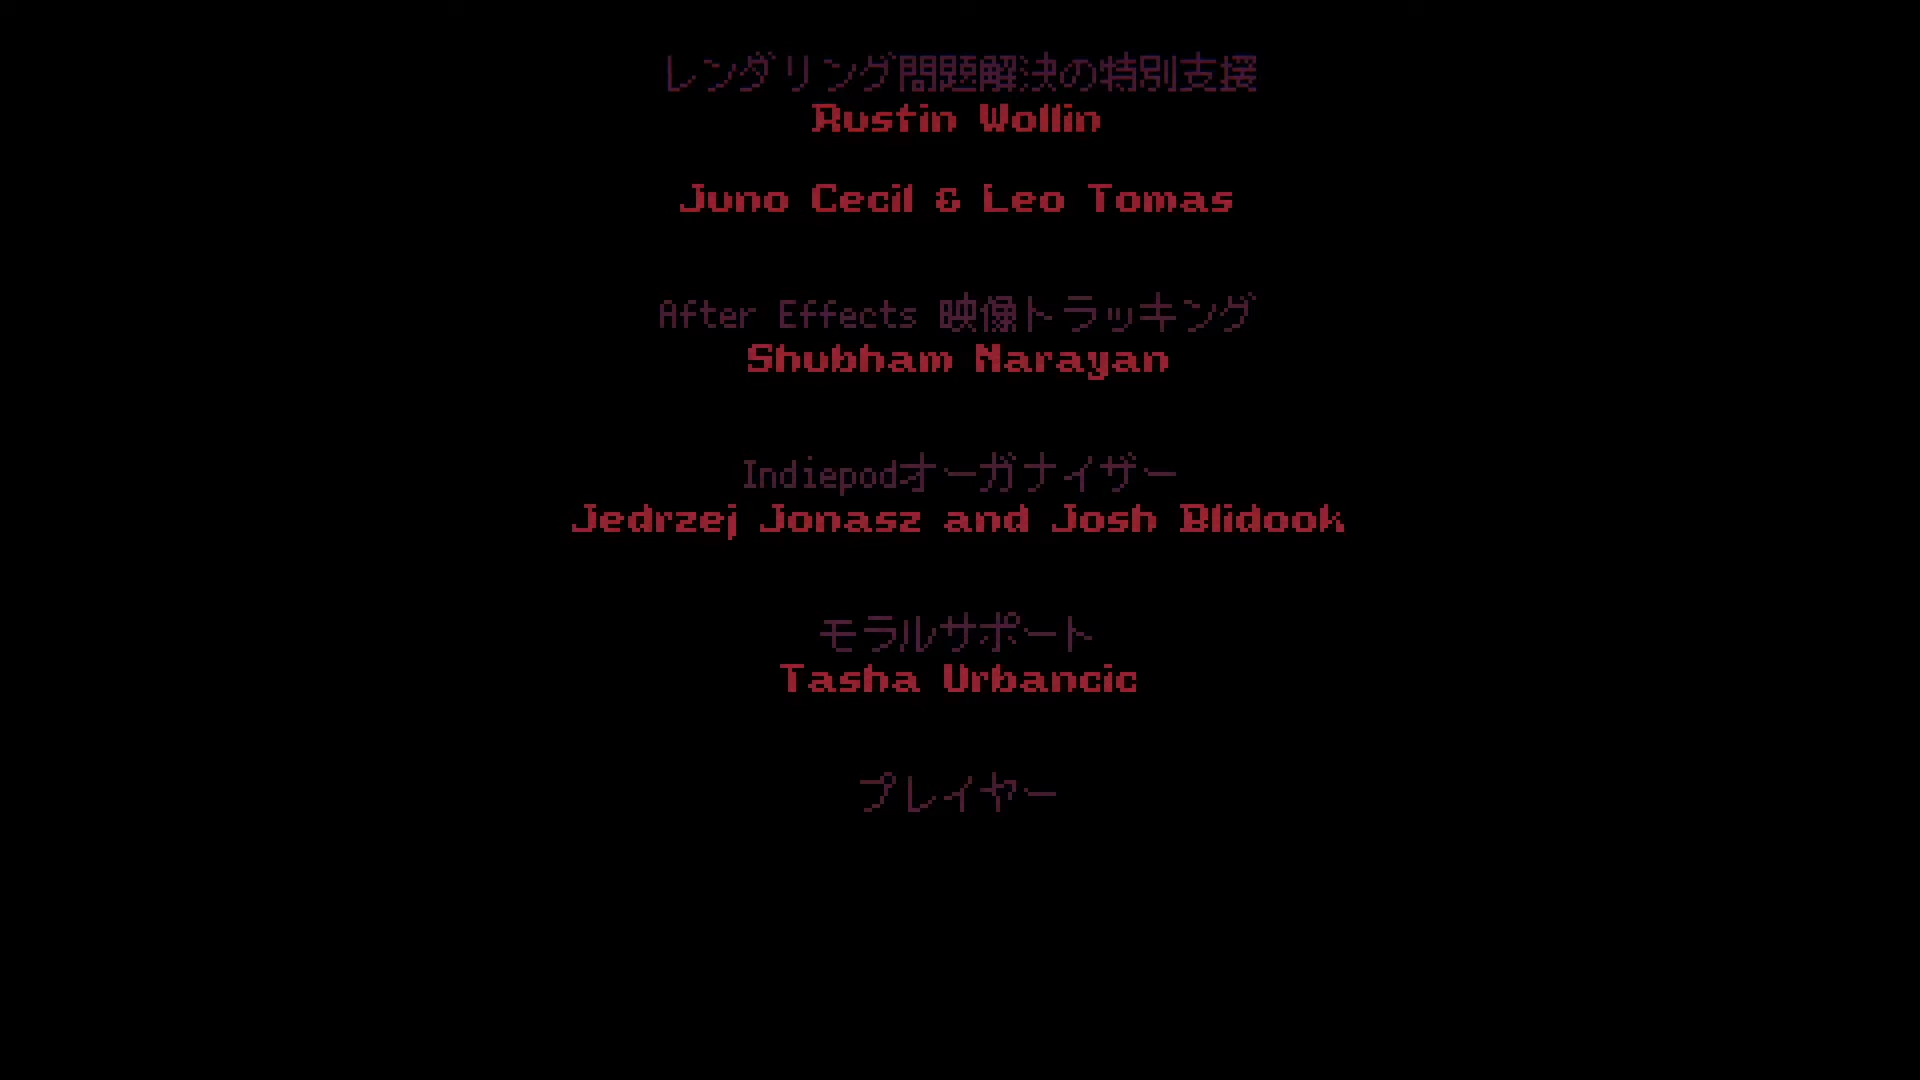 レンダリング問題解決の特別支援
Rustin Wollin
Juno Cecil & Leo Tomas
After Effects 映像トラッキング
Shubham Narayan
Indiepodオーガナイザー
Jedrzej Jonasz and Josh Blidook
モラルサポート
Tasha Urbancic
プレイヤー